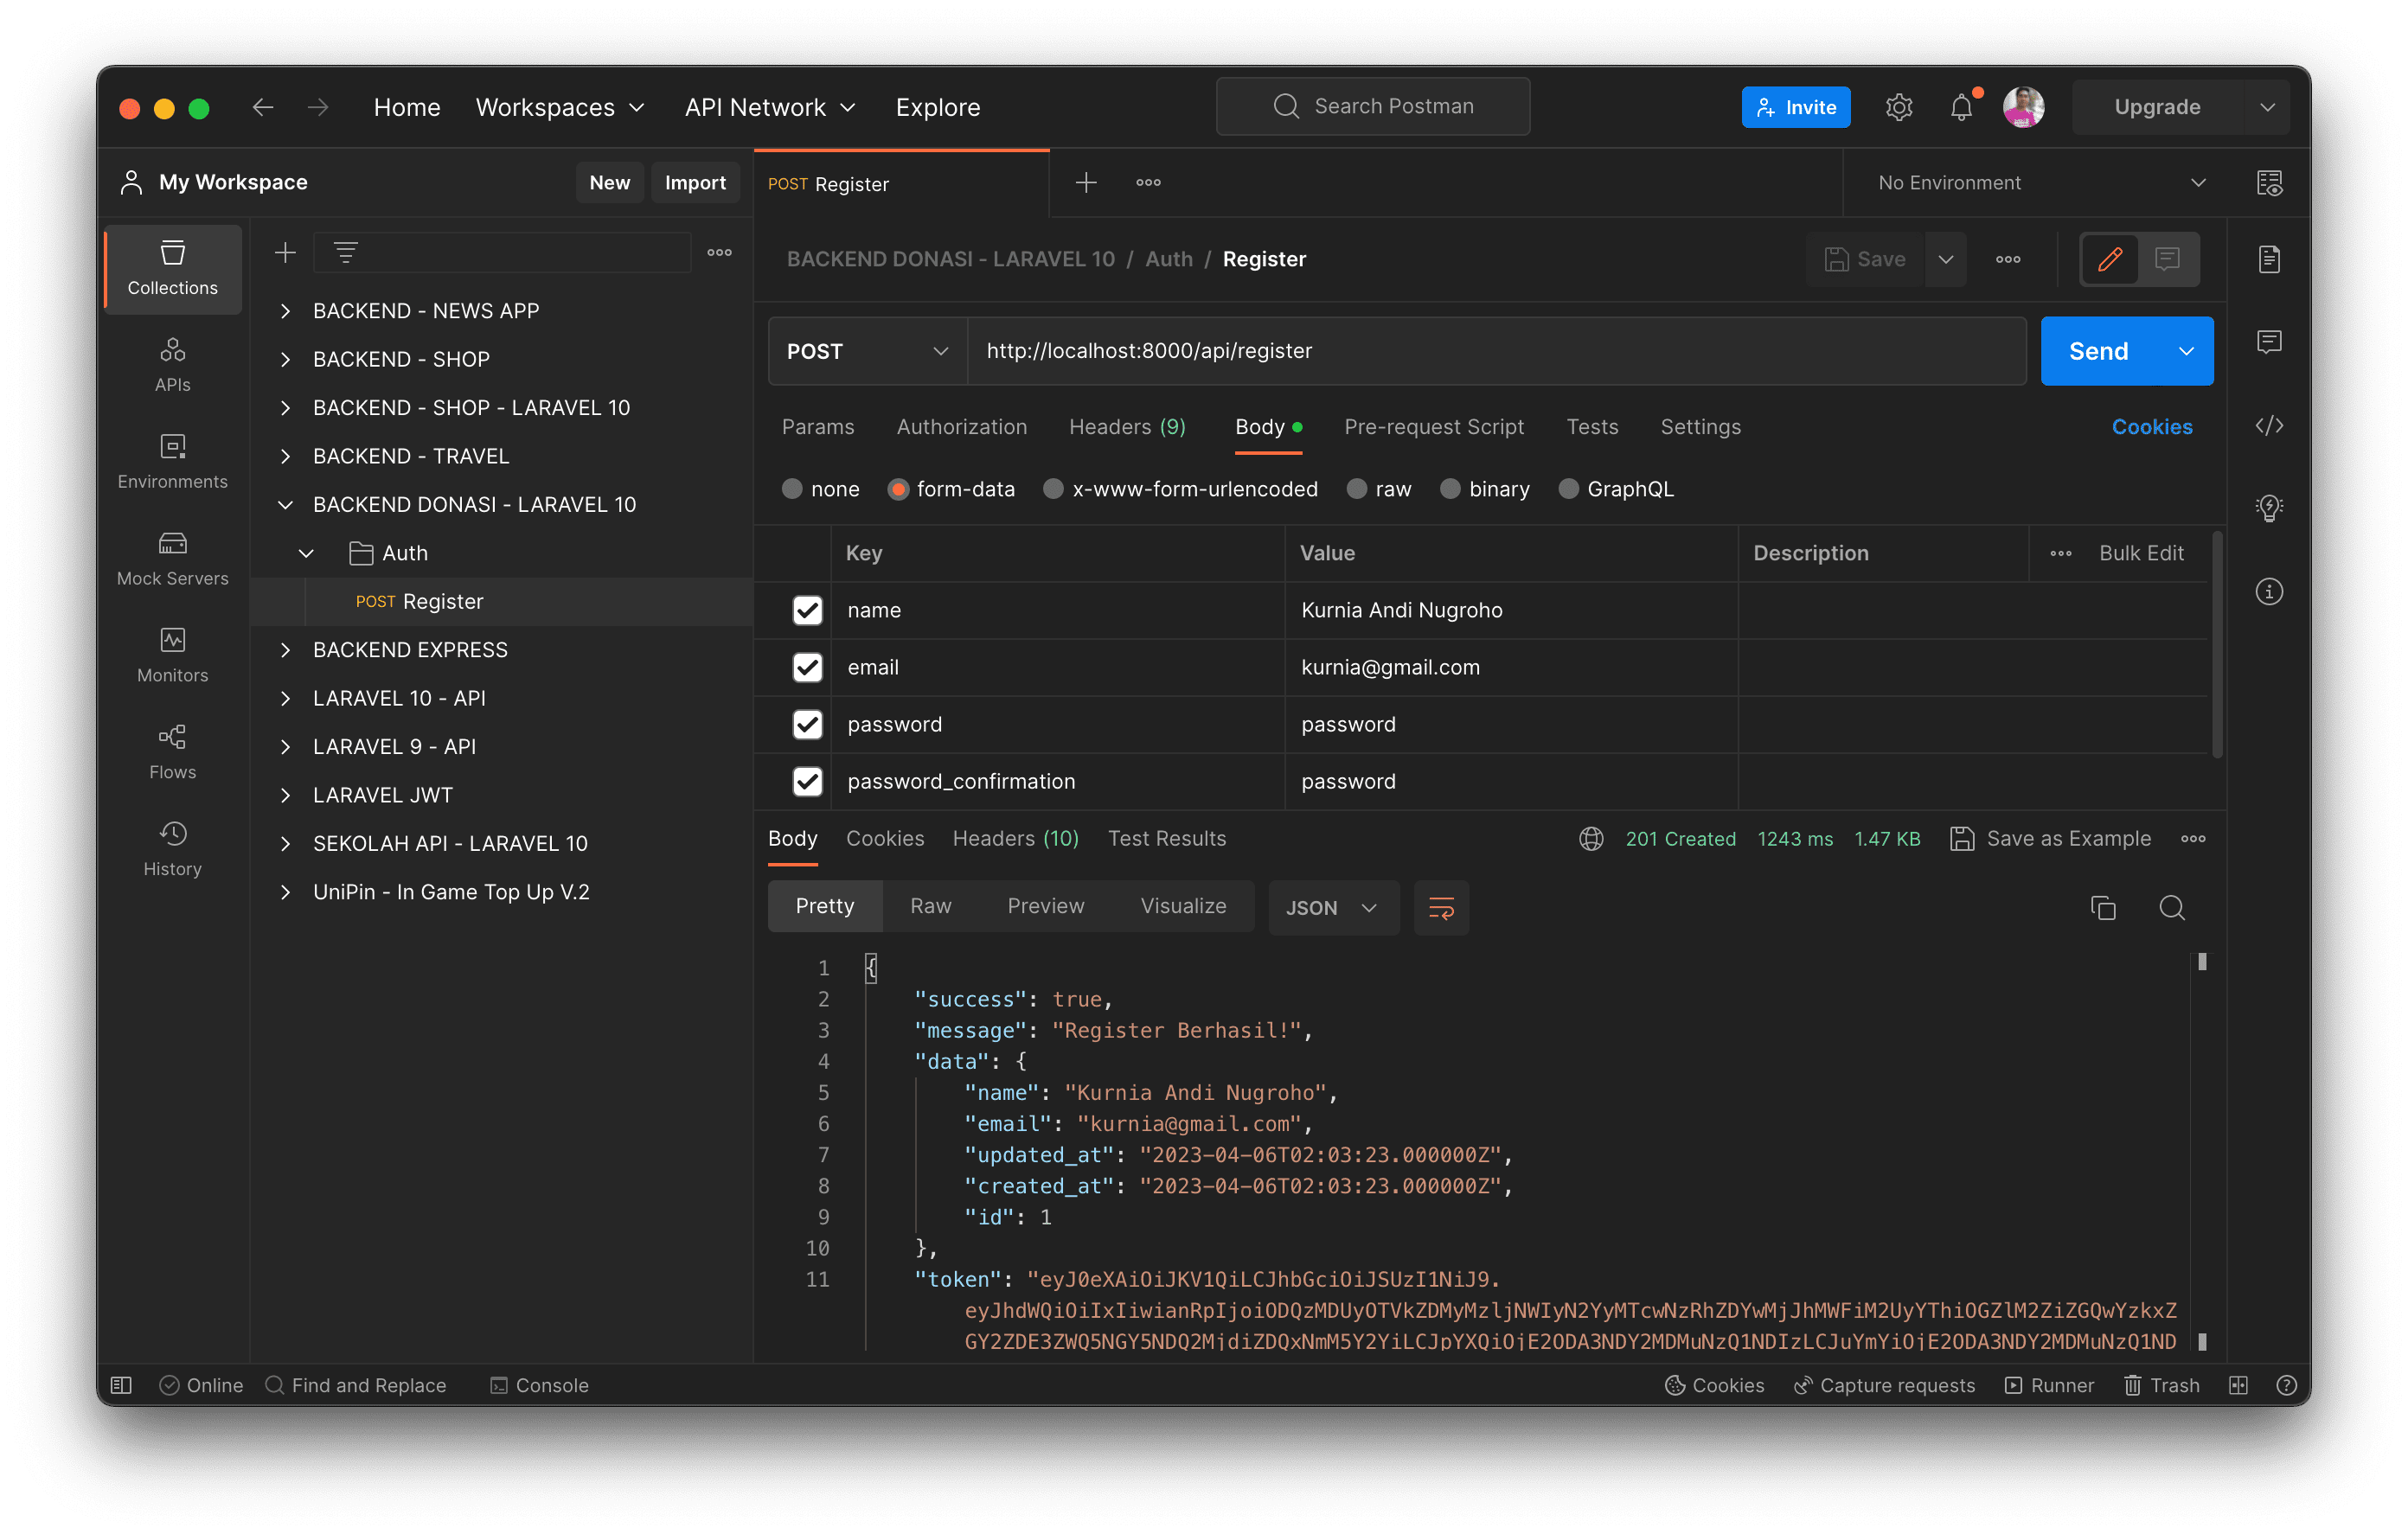 Home Workspaces API Network Explore Search Postman Invite Upgrade
My Workspace New Import POST Register No Environment
Collections
APIs
Environments
Mock Servers
Monitors
Flows
History
BACKEND - NEWS APP
BACKEND - SHOP
BACKEND - SHOP - LARAVEL 10
BACKEND - TRAVEL
BACKEND DONASI - LARAVEL 10
Auth
POST Register
BACKEND EXPRESS
LARAVEL 10 - API
LARAVEL 9 - API
LARAVEL JWT
SEKOLAH API - LARAVEL 10
UniPin - In Game Top Up V.2
BACKEND DONASI - LARAVEL 10 / Auth / Register Save
POST http://localhost:8000/api/register Send
Params Authorization Headers (9) Body Pre-request Script Tests Settings Cookies
none form-data x-www-form-urlencoded raw binary GraphQL
Key Value Description Bulk Edit
name Kurnia Andi Nugroho
email kurnia@gmail.com
password password
password_confirmation password
Body Cookies Headers (10) Test Results 201 Created 1243 ms 1.47 KB Save as Example
Pretty Raw Preview Visualize JSON
1 {
2 "success": true,
3 "message": "Register Berhasil!",
4 "data": {
5 "name": "Kurnia Andi Nugroho",
6 "email": "kurnia@gmail.com",
7 "updated_at": "2023-04-06T02:03:23.000000Z",
8 "created_at": "2023-04-06T02:03:23.000000Z",
9 "id": 1
10 },
11 "token": "eyJ0eXAiOiJKV1QiLCJhbGciOiJSUzI1NiJ9.
eyJhdWQiOiIxIiwianRpIjoiODQzMDUyOTVkZDMyMzljNWIyN2YyMTcwNzRhZDYwMjJhMWFiM2UyYThiOGZlM2ZiZGQwYzkxZ
GY2ZDE3ZWQ5NGY5NDQ2MjdiZDQxNmM5Y2YiLCJpYXQiOjE2ODA3NDY2MDMuNzQ1NDIzLCJuYmYiOjE2ODA3NDY2MDMuNzQ1ND
Online Find and Replace Console Cookies Capture requests Runner Trash